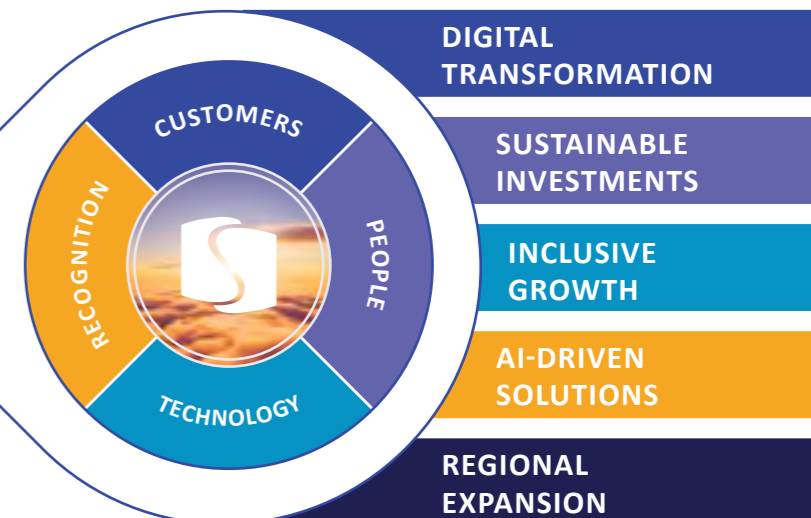 CUSTOMERS
PEOPLE
TECHNOLOGY
RECOGNITION
DIGITAL
TRANSFORMATION
SUSTAINABLE
INVESTMENTS
INCLUSIVE
GROWTH
AI-DRIVEN
SOLUTIONS
REGIONAL
EXPANSION